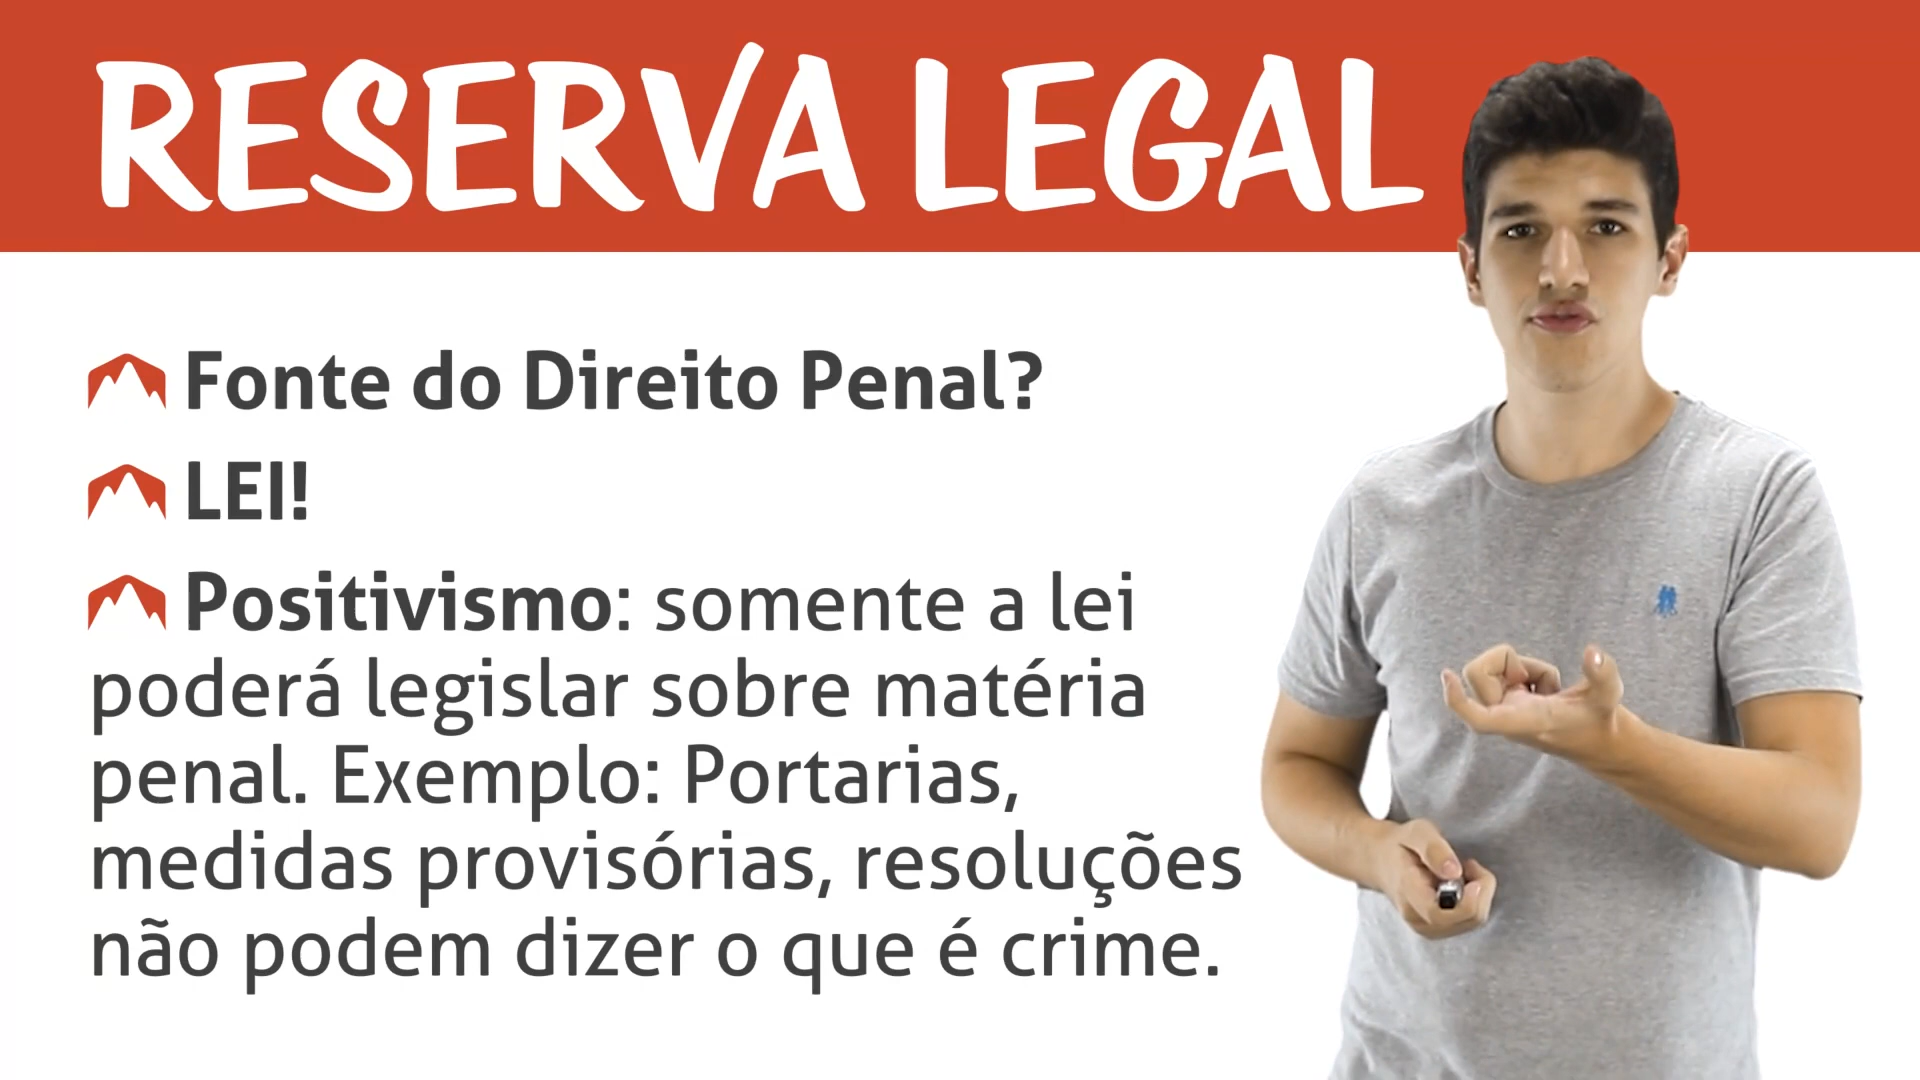 RESERVA LEGAL
Fonte do Direito Penal?
LEI!
Positivismo: somente a lei
poderá legislar sobre matéria
penal. Exemplo: Portarias,
medidas provisórias, resoluções
não podem dizer o que é crime.